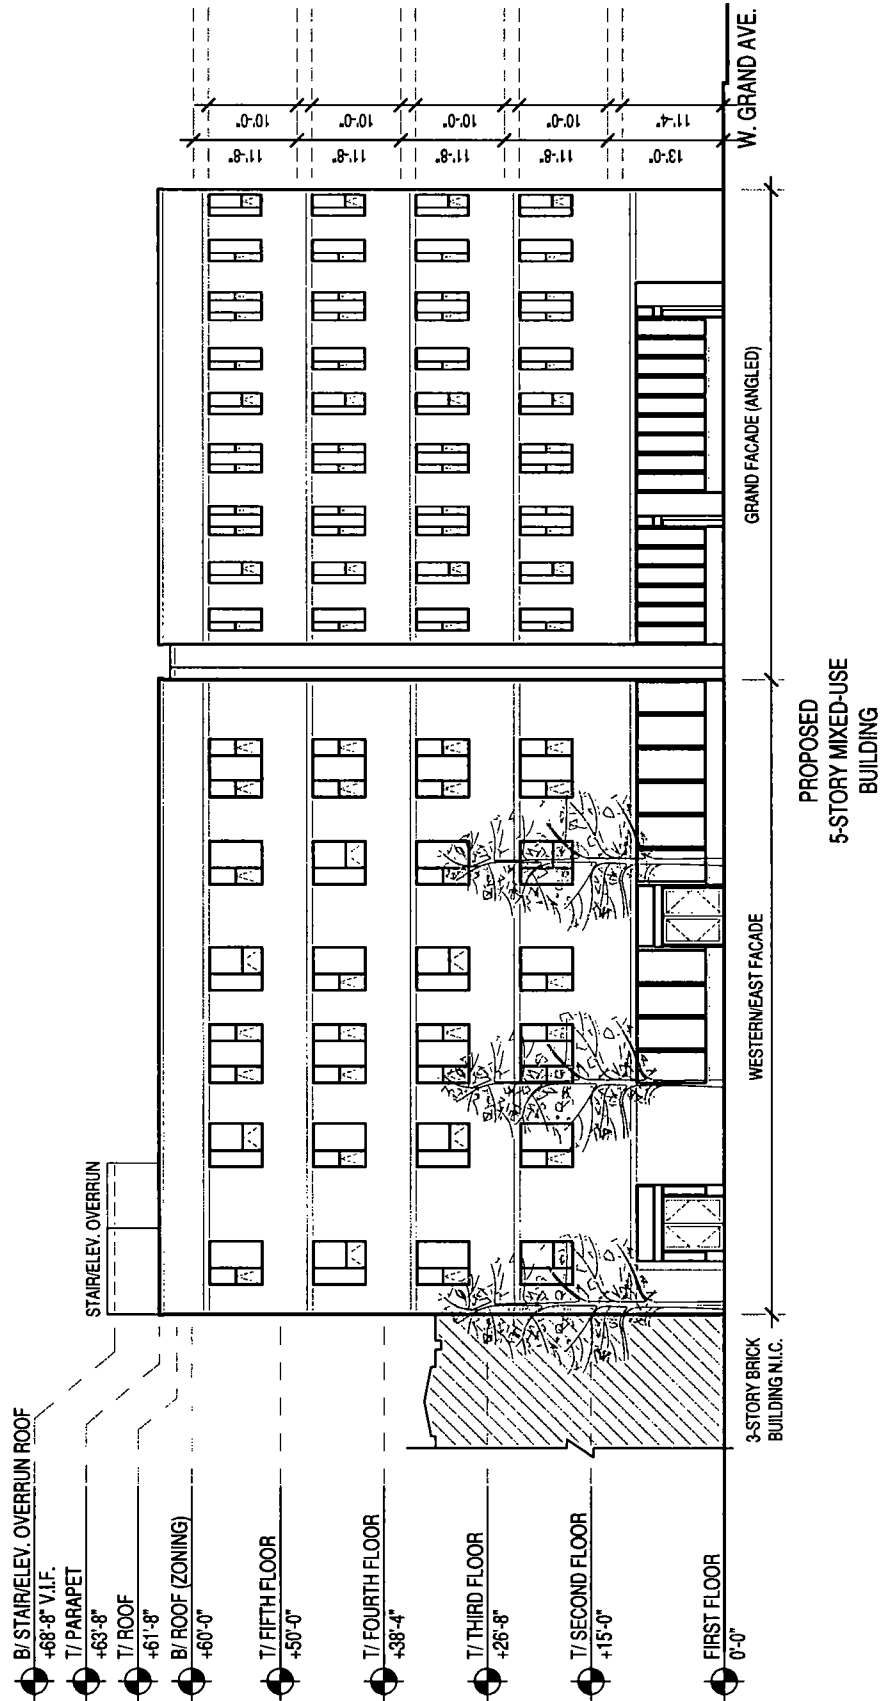 STAIR/ELEV. OVERRUN
B/ STAIR/ELEV. OVERRUN ROOF
+68'-8" V.I.F.
T/ PARAPET
+63'-8"
T/ ROOF
+61'-8"
B/ ROOF (ZONING)
+60'-0"
T/ FIFTH FLOOR
+50'-0"
T/ FOURTH FLOOR
+38'-4"
T/ THIRD FLOOR
+26'-8"
T/ SECOND FLOOR
+15'-0"
FIRST FLOOR
0'-0"
11'-8"
10'-0"
11'-8"
10'-0"
11'-8"
10'-0"
11'-8"
10'-0"
13'-0"
11'-4"
3-STORY BRICK
BUILDING N.I.C.
WESTERN/EAST FACADE
GRAND FACADE (ANGLED)
W. GRAND AVE.
PROPOSED
5-STORY MIXED-USE
BUILDING